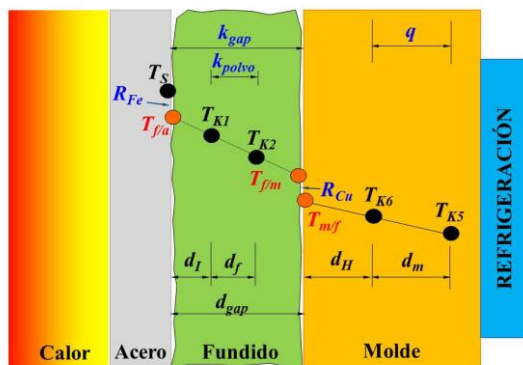 k_gap
q
k_polvo
T_S
R_Fe
T_f/a
T_K1
T_K2
T_f/m
R_Cu
T_m/f
T_K6
T_K5
d_I
d_f
d_H
d_m
d_gap
Calor
Acero
Fundido
Molde
REFRIGERACIÓN